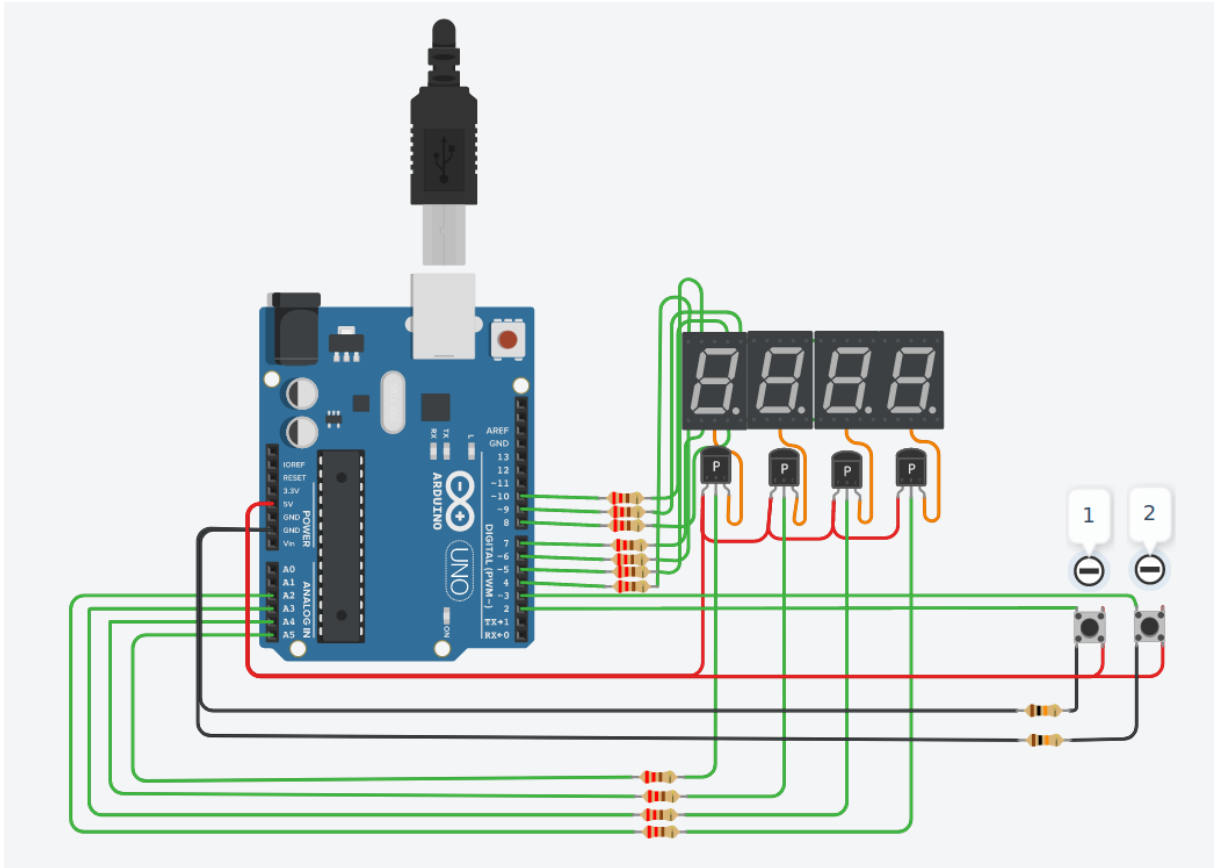 AREF
GND
13
12
~11
~10
~9
8
7
~6
~5
4
~3
2
TX→1
RX←0
DIGITAL (PWM~)
IOREF
RESET
3.3V
5V
GND
GND
Vin
POWER
A0
A1
A2
A3
A4
A5
ANALOG IN
RX
TX
L
ARDUINO
UNO
ON
P
P
P
P
1
2